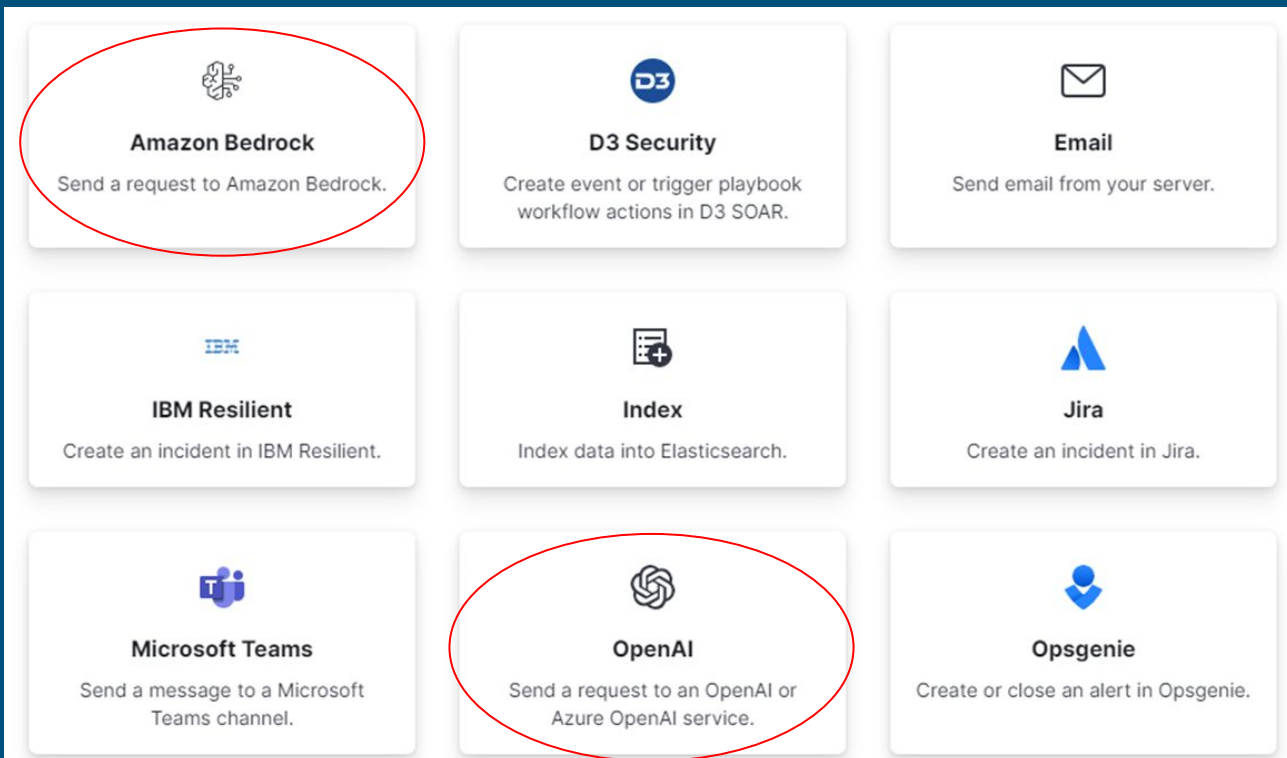 Amazon Bedrock
Send a request to Amazon Bedrock.
D3
D3 Security
Create event or trigger playbook
workflow actions in D3 SOAR.
Email
Send email from your server.
IBM
IBM Resilient
Create an incident in IBM Resilient.
Index
Index data into Elasticsearch.
Jira
Create an incident in Jira.
T
Microsoft Teams
Send a message to a Microsoft
Teams channel.
OpenAI
Send a request to an OpenAI or
Azure OpenAI service.
Opsgenie
Create or close an alert in Opsgenie.